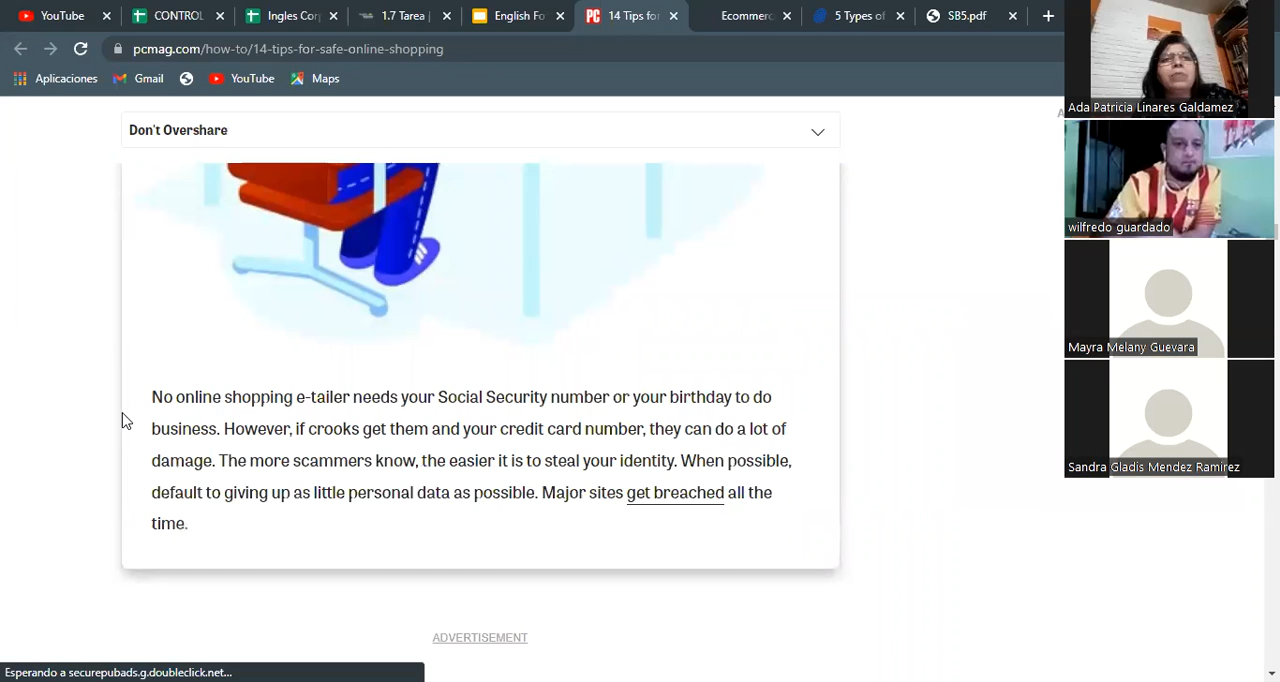 YouTube
CONTROL
Ingles Cor
1.7 Tarea |
English Fo
PC
14 Tips fo
Ecommerc
5 Types of
SB5.pdf
pcmag.com/how-to/14-tips-for-safe-online-shopping
Aplicaciones
Gmail
YouTube
Maps
Don't Overshare
No online shopping e-tailer needs your Social Security number or your birthday to do
business. However, if crooks get them and your credit card number, they can do a lot of
damage. The more scammers know, the easier it is to steal your identity. When possible,
default to giving up as little personal data as possible. Major sites get breached all the
time.
ADVERTISEMENT
Esperando a securepubads.g.doubleclick.net...
Ada Patricia Linares Galdamez
wilfredo guardado
Mayra Melany Guevara
Sandra Gladis Mendez Ramirez